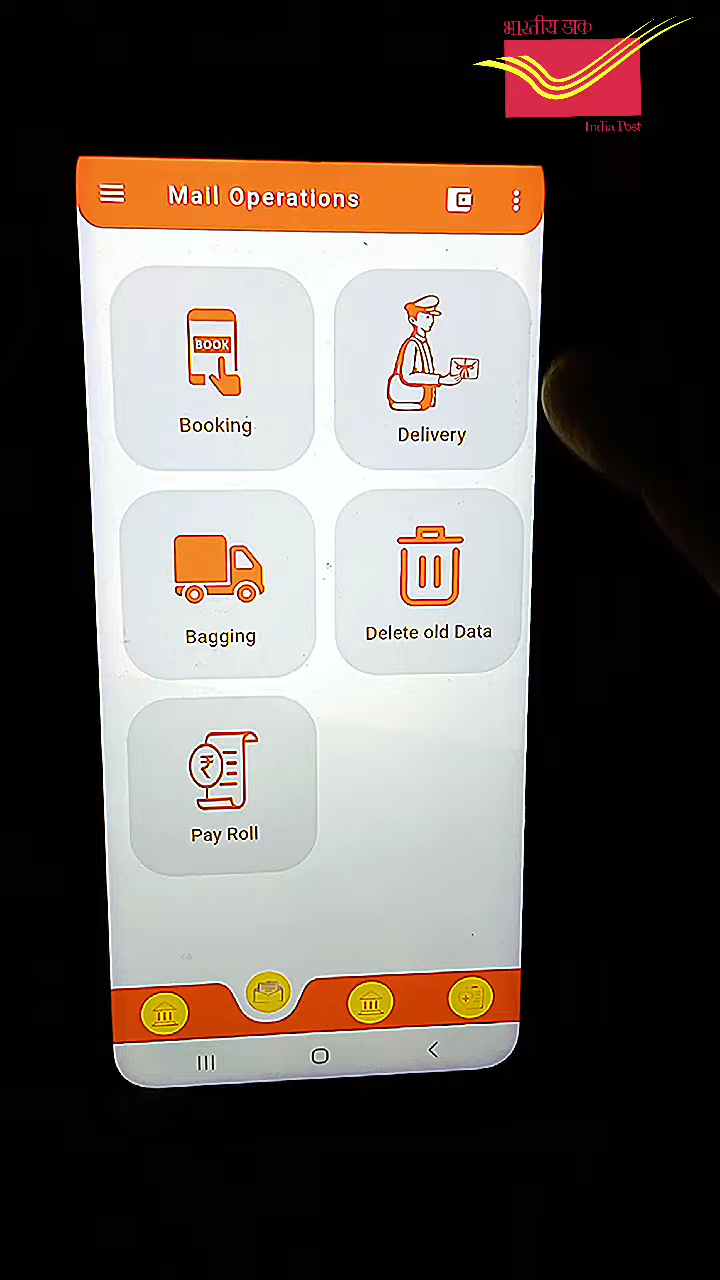 भारतीय डाक
India Post
Mail Operations
BOOK
Booking
Delivery
Bagging
Delete old Data
₹
Pay Roll